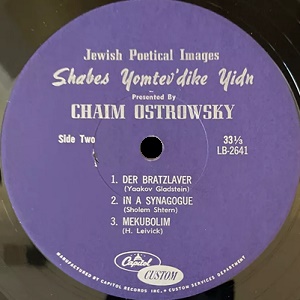 Jewish Poetical Images
Shabes Yomtev'dike Yidn
Presented By
CHAIM OSTROWSKY
Side Two
33⅓
LB-2641
1. DER BRATZLAVER
(Yaakov Gladstein)
2. IN A SYNAGOGUE
(Sholem Shtern)
3. MEKUBOLIM
(H. Leivick)
Capitol
CUSTOM
MANUFACTURED BY CAPITOL RECORDS INC. • CUSTOM SERVICES DEPARTMENT